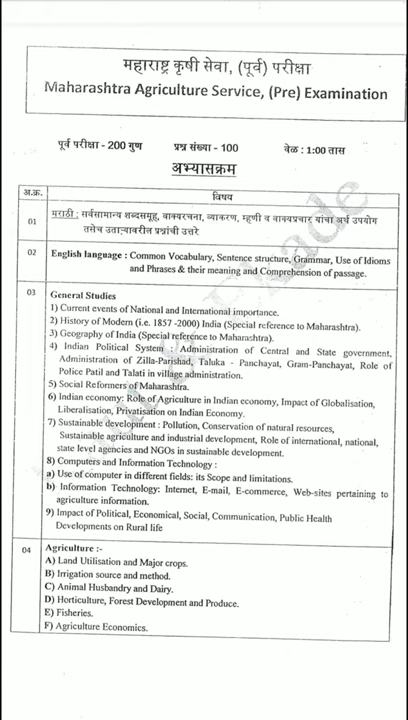 महाराष्ट्र कृषी सेवा, (पूर्व) परीक्षा
Maharashtra Agriculture Service, (Pre) Examination
पूर्व परीक्षा - 200 गुण प्रश्न संख्या - 100 वेळ : 1:00 तास
अभ्यासक्रम
अ.क्र. विषय
01 मराठी : सर्वसामान्य शब्दसमूह, वाक्यरचना, व्याकरण, म्हणी व वाक्यप्रचार यांचा अर्थ उपयोग
तसेच उताऱ्यावरील प्रश्नांची उत्तरे
02 English language : Common Vocabulary, Sentence structure, Grammar, Use of Idioms
and Phrases & their meaning and Comprehension of passage.
03 General Studies
1) Current events of National and International importance.
2) History of Modern (i.e. 1857 -2000) India (Special reference to Maharashtra).
3) Geography of India (Special reference to Maharashtra).
4) Indian Political System : Administration of Central and State government,
Administration of Zilla-Parishad, Taluka - Panchayat, Gram-Panchayat, Role of
Police Patil and Talati in village administration.
5) Social Reformers of Maharashtra.
6) Indian economy: Role of Agriculture in Indian economy, Impact of Globalisation,
Liberalisation, Privatisation on Indian Economy.
7) Sustainable development : Pollution, Conservation of natural resources,
Sustainable agriculture and industrial development, Role of international, national,
state level agencies and NGOs in sustainable development.
8) Computers and Information Technology :
a) Use of computer in different fields: its Scope and limitations.
b) Information Technology: Internet, E-mail, E-commerce, Web-sites pertaining to
agriculture information.
9) Impact of Political, Economical, Social, Communication, Public Health
Developments on Rural life
04 Agriculture :-
A) Land Utilisation and Major crops.
B) Irrigation source and method.
C) Animal Husbandry and Dairy.
D) Horticulture, Forest Development and Produce.
E) Fisheries.
F) Agriculture Economics.